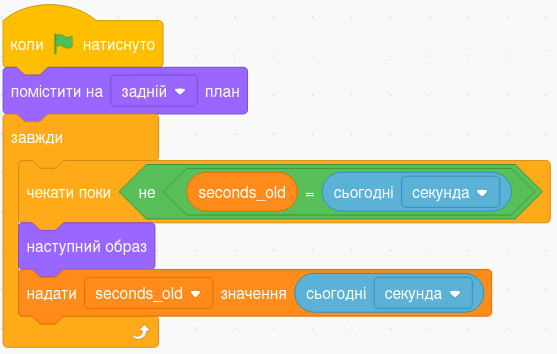 коли натиснуто
помістити на задній план
завжди
чекати поки не seconds_old = сьогодні секунда
наступний образ
надати seconds_old значення сьогодні секунда